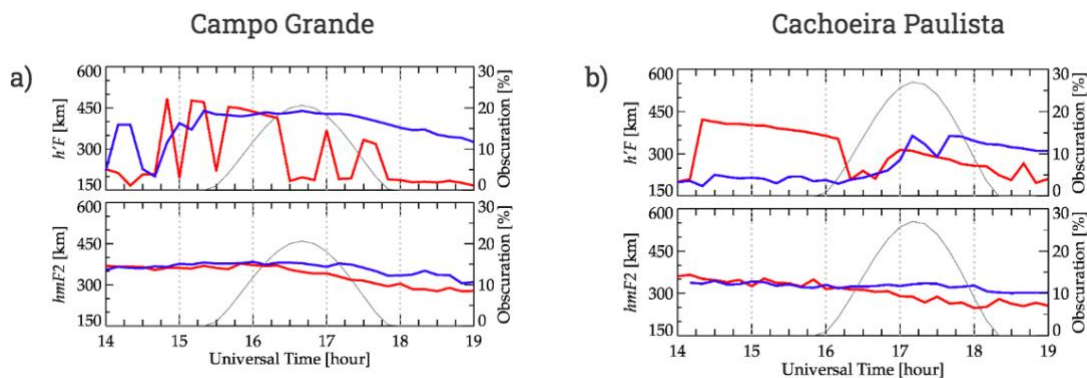 Campo Grande
Cachoeira Paulista
a)
h'F [km]
600
450
300
150
30
20
10
0
Obscuration [%]
hmF2 [km]
600
450
300
150
30
20
10
0
Obscuration [%]
14 15 16 17 18 19
Universal Time [hour]
b)
h'F [km]
600
450
300
150
30
20
10
0
Obscuration [%]
hmF2 [km]
600
450
300
150
30
20
10
0
Obscuration [%]
14 15 16 17 18 19
Universal Time [hour]